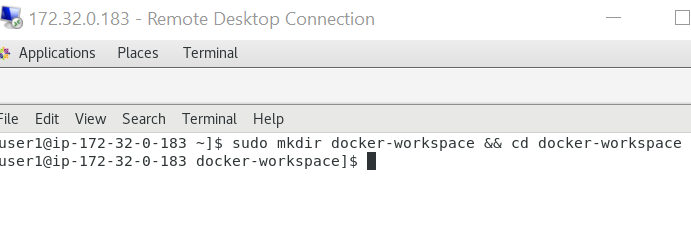 172.32.0.183 - Remote Desktop Connection
Applications Places Terminal
File Edit View Search Terminal Help
user1@ip-172-32-0-183 ~]$ sudo mkdir docker-workspace && cd docker-workspace
user1@ip-172-32-0-183 docker-workspace]$